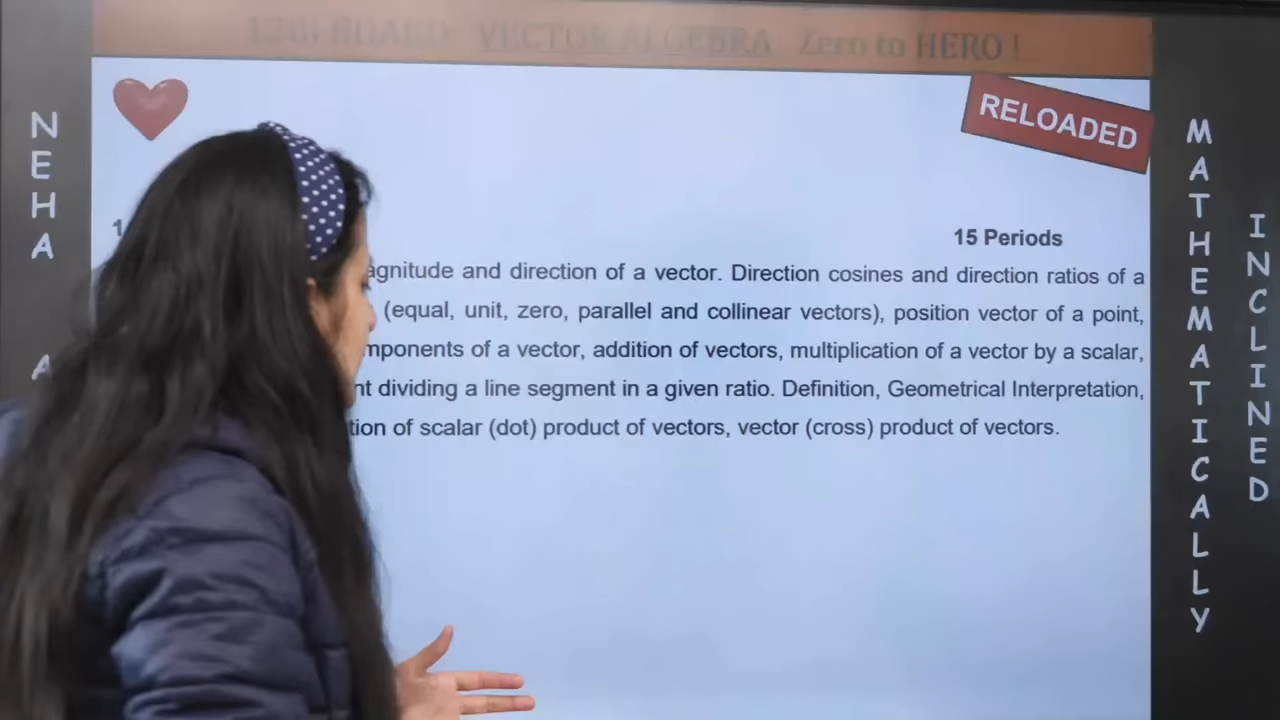 12th BOARD VECTOR ALGEBRA Zero to HERO !
RELOADED
NEHA A
1
15 Periods
agnitude and direction of a vector. Direction cosines and direction ratios of a
(equal, unit, zero, parallel and collinear vectors), position vector of a point,
mponents of a vector, addition of vectors, multiplication of a vector by a scalar,
nt dividing a line segment in a given ratio. Definition, Geometrical Interpretation,
tion of scalar (dot) product of vectors, vector (cross) product of vectors.
MATHEMATICALLY
INCLINED